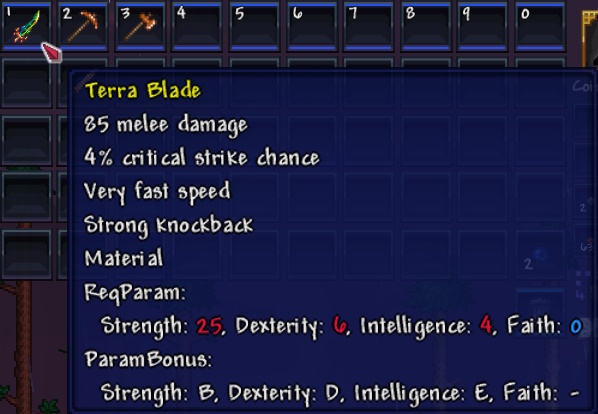 1 2 3 4 5 6 7 8 9 0
Terra Blade
85 melee damage
4% critical strike chance
Very fast speed
Strong knockback
Material
ReqParam:
Strength: 25, Dexterity: 6, Intelligence: 4, Faith: 0
ParamBonus:
Strength: B, Dexterity: D, Intelligence: E, Faith: -
2